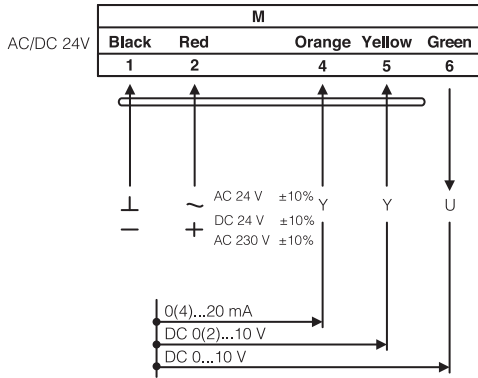 M
AC/DC 24V Black Red Orange Yellow Green
1 2 4 5 6
⊥ ~ AC 24 V ±10% Y Y U
− + DC 24 V ±10%
AC 230 V ±10%
0(4)...20 mA
DC 0(2)...10 V
DC 0...10 V